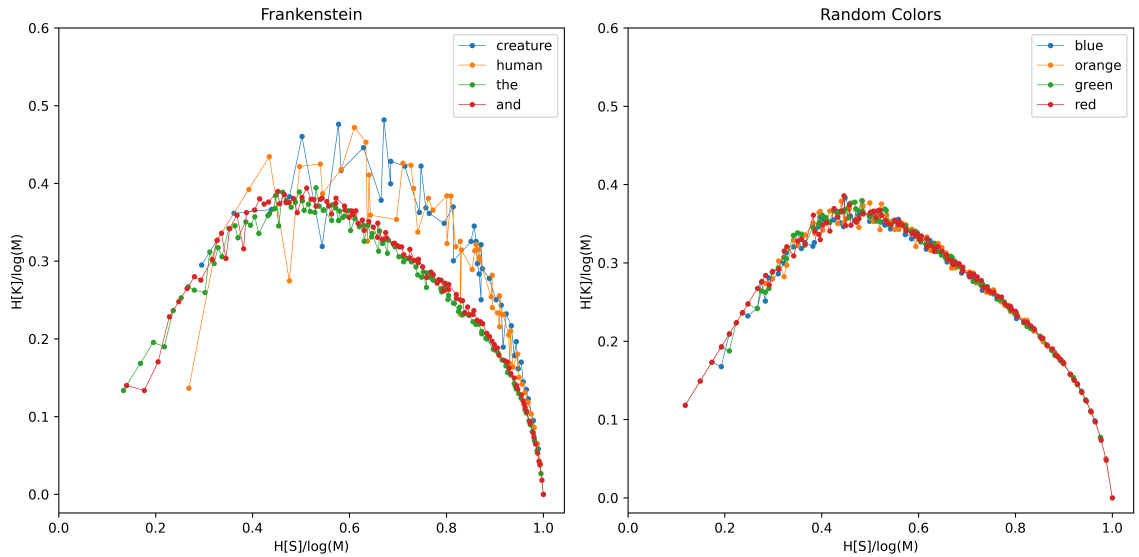 Frankenstein
H[K]/log(M)
0.6
0.5
0.4
0.3
0.2
0.1
0.0
creature
human
the
and
0.0 0.2 0.4 0.6 0.8 1.0
H[S]/log(M)
Random Colors
H[K]/log(M)
0.6
0.5
0.4
0.3
0.2
0.1
0.0
blue
orange
green
red
0.0 0.2 0.4 0.6 0.8 1.0
H[S]/log(M)